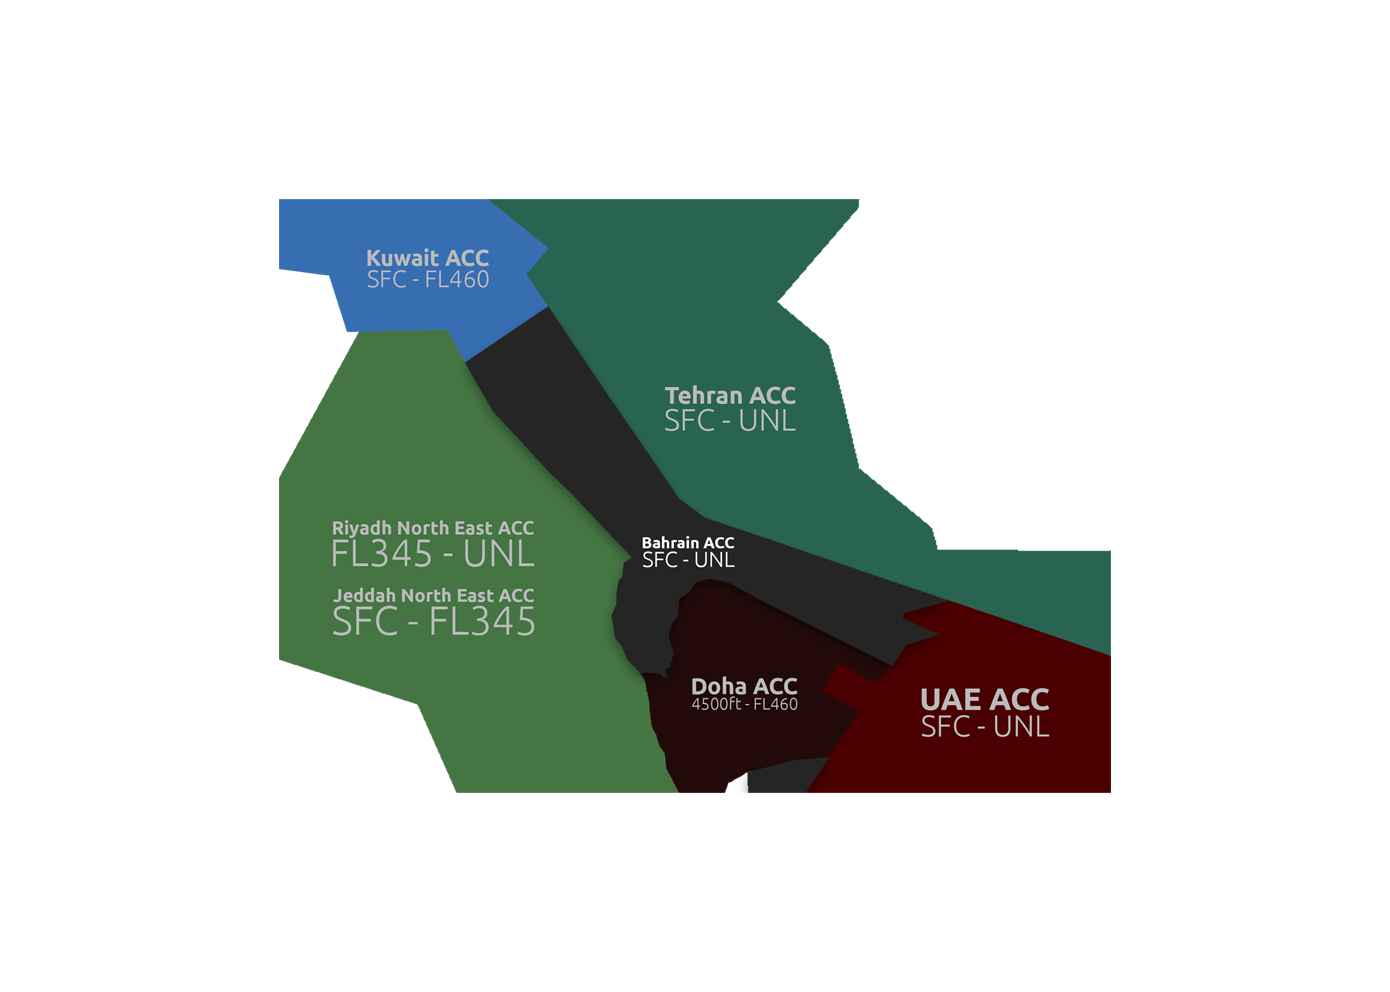 Kuwait ACC
SFC - FL460
Tehran ACC
SFC - UNL
Riyadh North East ACC
FL345 - UNL
Jeddah North East ACC
SFC - FL345
Bahrain ACC
SFC - UNL
Doha ACC
4500ft - FL460
UAE ACC
SFC - UNL